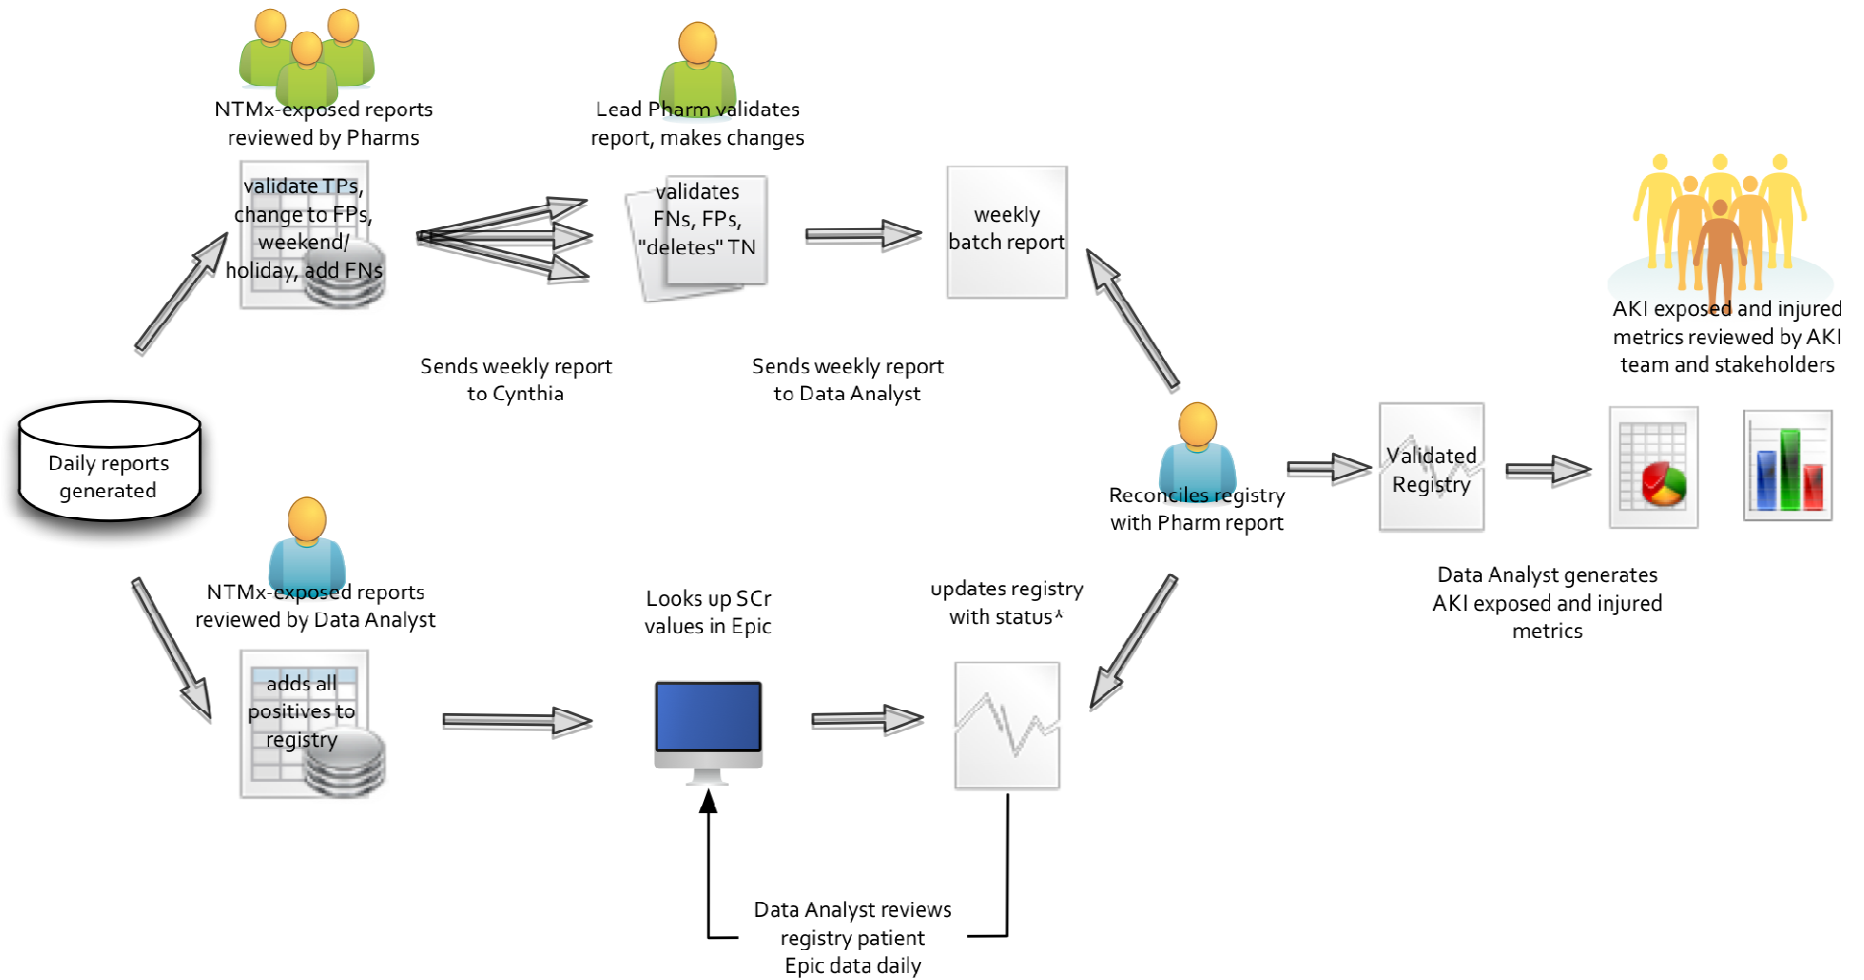 NTMx-exposed reports
reviewed by Pharms
validate TPs,
change to FPs,
weekend/
holiday, add FNs
Lead Pharm validates
report, makes changes
validates
FNs, FPs,
"deletes" TN
weekly
batch report
Sends weekly report
to Cynthia
Sends weekly report
to Data Analyst
AKI exposed and injured
metrics reviewed by AKI
team and stakeholders
Daily reports
generated
Reconciles registry
with Pharm report
Validated
Registry
Data Analyst generates
AKI exposed and injured
metrics
NTMx-exposed reports
reviewed by Data Analyst
adds all
positives to
registry
Looks up SCr
values in Epic
updates registry
with status*
Data Analyst reviews
registry patient
Epic data daily